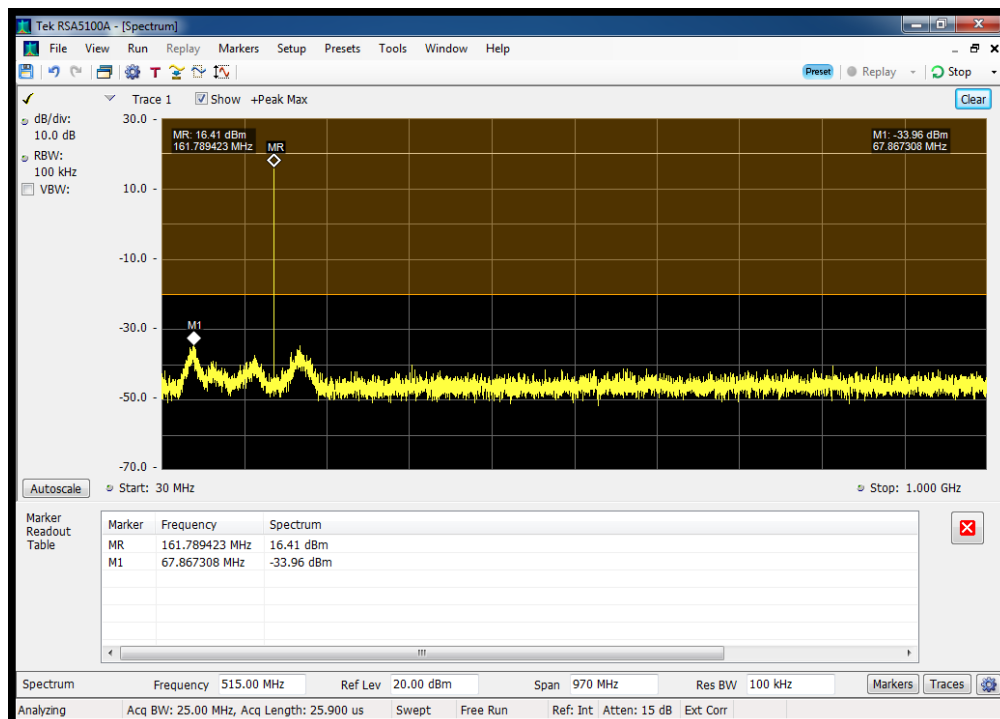 Tek RSA5100A - [Spectrum]
File View Run Replay Markers Setup Presets Tools Window Help
T Preset Replay Stop
Trace 1 Show +Peak Max Clear
dB/div:
10.0 dB
RBW:
100 kHz
VBW:
30.0
10.0
-10.0
-30.0
-50.0
-70.0
MR: 16.41 dBm
161.789423 MHz
MR
M1: -33.96 dBm
67.867308 MHz
M1
Autoscale Start: 30 MHz Stop: 1.000 GHz
Marker
Readout
Table
Marker Frequency Spectrum
MR 161.789423 MHz 16.41 dBm
M1 67.867308 MHz -33.96 dBm
Spectrum Frequency 515.00 MHz Ref Lev 20.00 dBm Span 970 MHz Res BW 100 kHz Markers Traces
Analyzing Acq BW: 25.00 MHz, Acq Length: 25.900 us Swept Free Run Ref: Int Atten: 15 dB Ext Corr